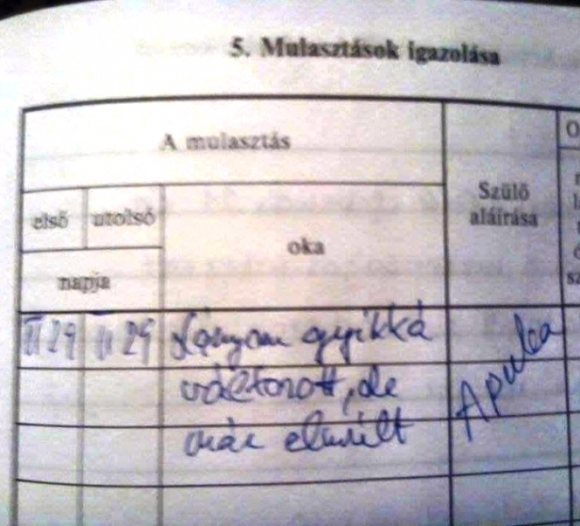 5. Mulasztások igazolása
A mulasztás
Szülő
aláírása
első utolsó
oka
napja
II 29 II 29 Lányom gyíkká
változott, de
már elmúlt
Apuka